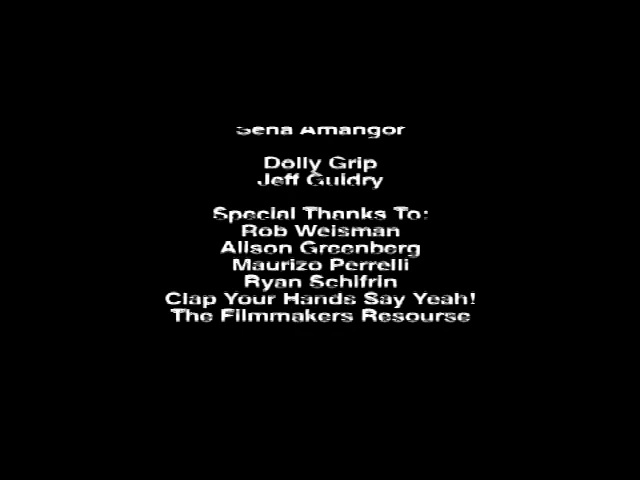 Sena Amangor
Dolly Grip
Jeff Guidry
Special Thanks To:
Rob Weisman
Alison Greenberg
Maurizo Perrelli
Ryan Schifrin
Clap Your Hands Say Yeah!
The Filmmakers Resourse